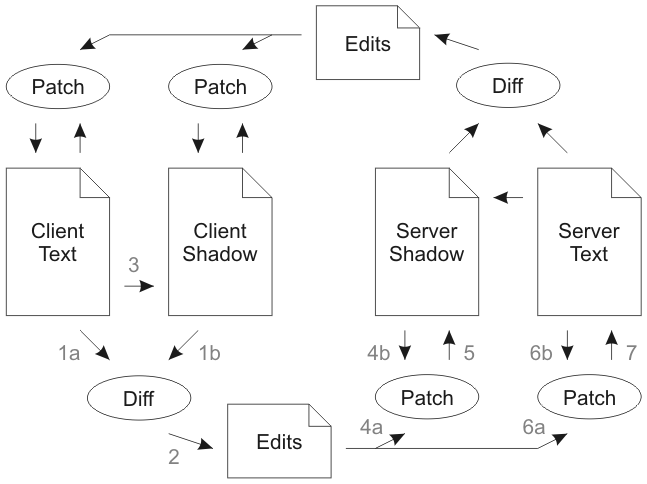 Edits
Patch
Patch
Diff
Client
Text
Client
Shadow
Server
Shadow
Server
Text
3
1a
1b
4b
5
6b
7
Diff
Patch
Patch
4a
6a
2
Edits